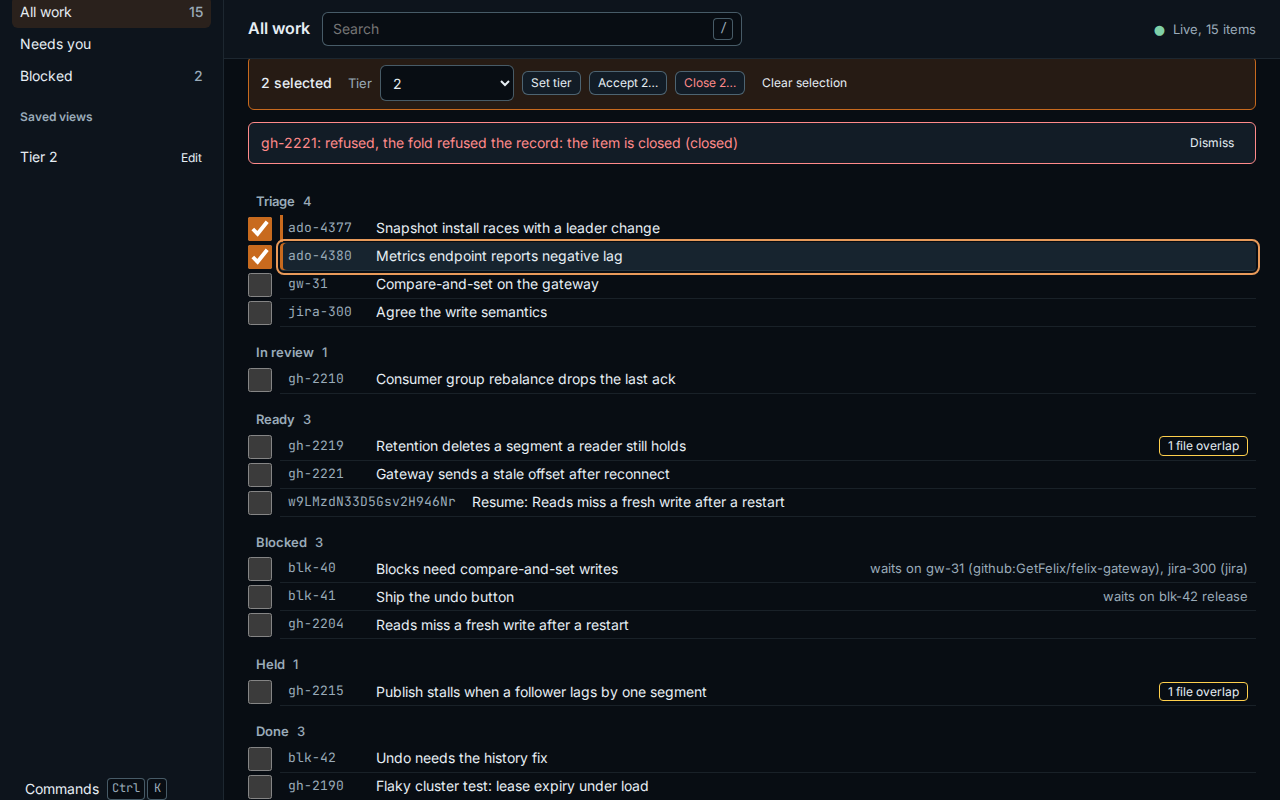 All work 15
Needs you
Blocked 2
Saved views
Tier 2 Edit
Commands Ctrl K
All work Search /
Live, 15 items
2 selected Tier 2 Set tier Accept 2... Close 2... Clear selection
gh-2221: refused, the fold refused the record: the item is closed (closed) Dismiss
Triage 4
ado-4377 Snapshot install races with a leader change
ado-4380 Metrics endpoint reports negative lag
gw-31 Compare-and-set on the gateway
jira-300 Agree the write semantics
In review 1
gh-2210 Consumer group rebalance drops the last ack
Ready 3
gh-2219 Retention deletes a segment a reader still holds 1 file overlap
gh-2221 Gateway sends a stale offset after reconnect
w9LMzdN33D5Gsv2H946Nr Resume: Reads miss a fresh write after a restart
Blocked 3
blk-40 Blocks need compare-and-set writes waits on gw-31 (github:GetFelix/felix-gateway), jira-300 (jira)
blk-41 Ship the undo button waits on blk-42 release
gh-2204 Reads miss a fresh write after a restart
Held 1
gh-2215 Publish stalls when a follower lags by one segment 1 file overlap
Done 3
blk-42 Undo needs the history fix
gh-2190 Flaky cluster test: lease expiry under load